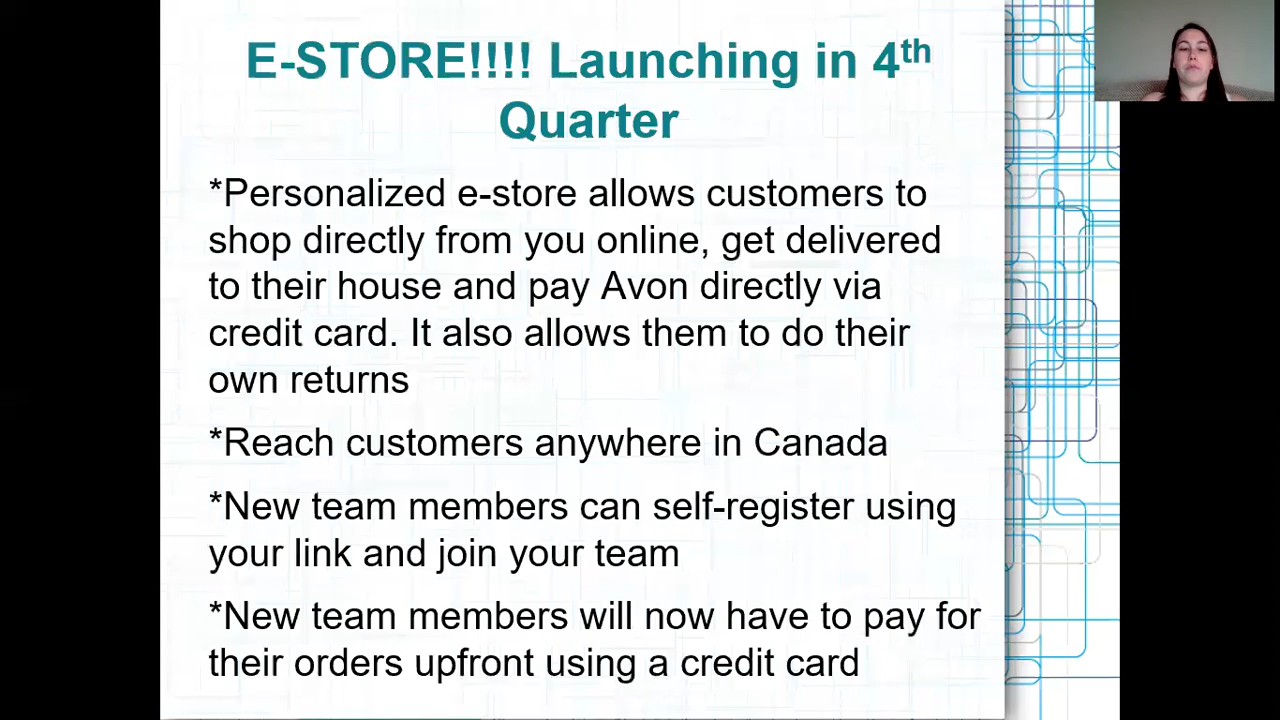 E-STORE!!!! Launching in 4th
Quarter
*Personalized e-store allows customers to
shop directly from you online, get delivered
to their house and pay Avon directly via
credit card. It also allows them to do their
own returns
*Reach customers anywhere in Canada
*New team members can self-register using
your link and join your team
*New team members will now have to pay for
their orders upfront using a credit card